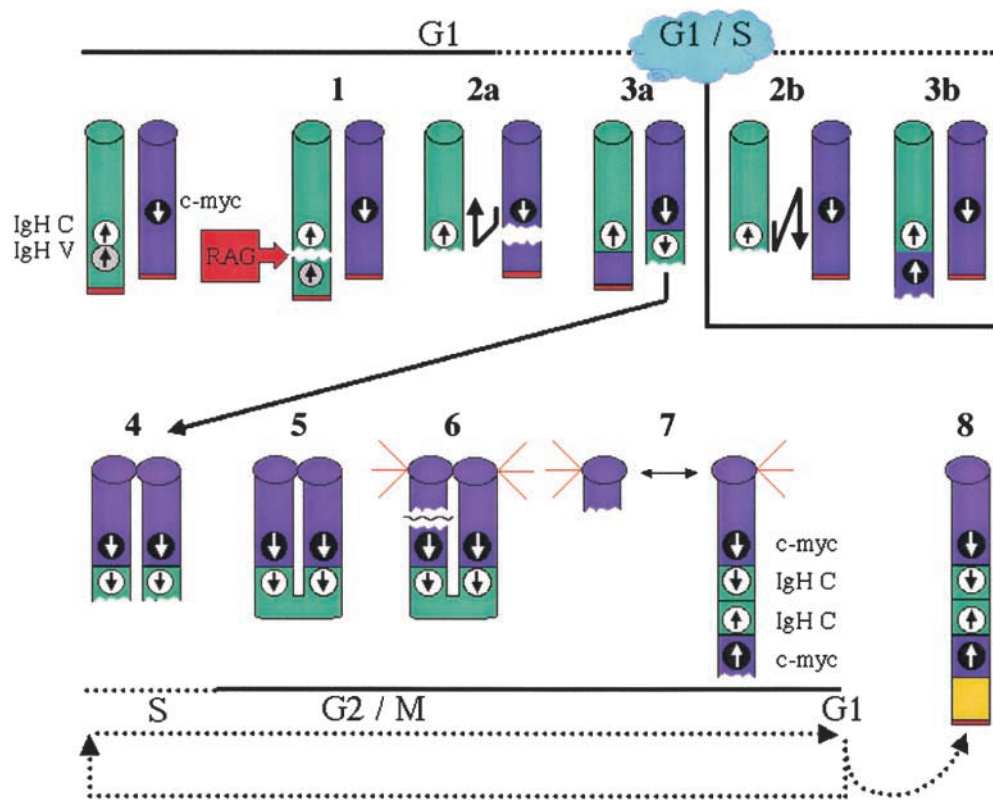 G1
G1 / S
1
2a
3a
2b
3b
IgH C
IgH V
c-myc
RAG
4
5
6
7
8
c-myc
IgH C
IgH C
c-myc
S
G2 / M
G1